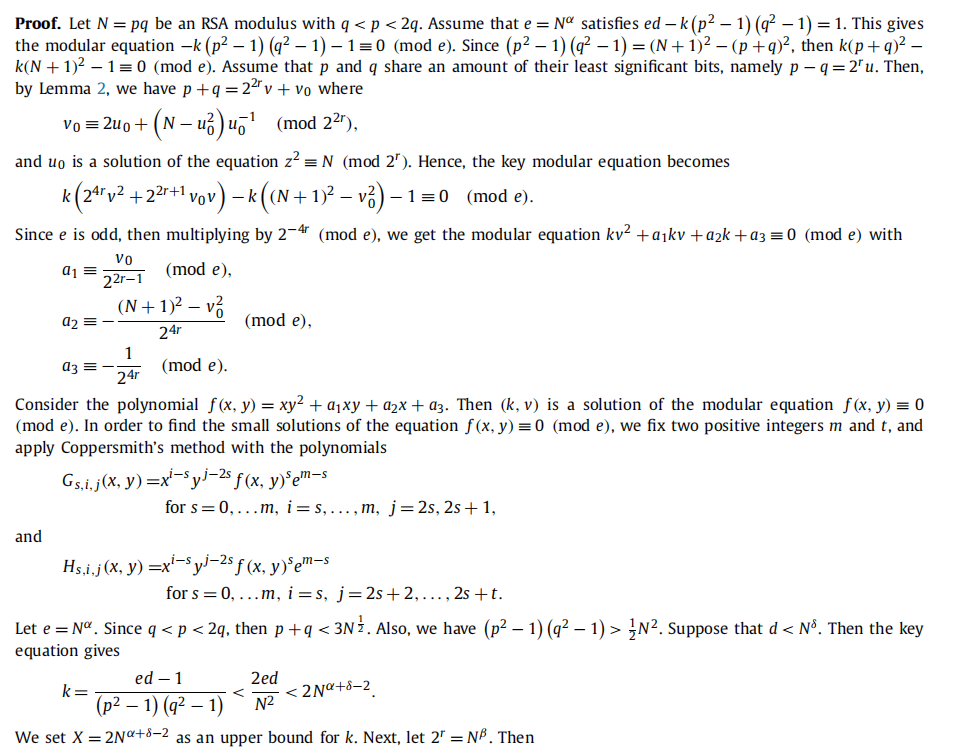 Proof. Let N = pq be an RSA modulus with q < p < 2q. Assume that e = N^α satisfies ed − k(p² − 1)(q² − 1) = 1. This gives
the modular equation −k(p² − 1)(q² − 1) − 1 ≡ 0 (mod e). Since (p² − 1)(q² − 1) = (N + 1)² − (p + q)², then k(p + q)² −
k(N + 1)² − 1 ≡ 0 (mod e). Assume that p and q share an amount of their least significant bits, namely p − q = 2^r u. Then,
by Lemma 2, we have p + q = 2^{2r} v + v₀ where
v₀ ≡ 2u₀ + (N − u₀²) u₀^{−1} (mod 2^{2r}),
and u₀ is a solution of the equation z² ≡ N (mod 2^r). Hence, the key modular equation becomes
k(2^{4r} v² + 2^{2r+1} v₀v) − k((N + 1)² − v₀²) − 1 ≡ 0 (mod e).
Since e is odd, then multiplying by 2^{−4r} (mod e), we get the modular equation kv² + a₁kv + a₂k + a₃ ≡ 0 (mod e) with
a₁ ≡ v₀/2^{2r−1} (mod e),
a₂ ≡ −((N + 1)² − v₀²)/2^{4r} (mod e),
a₃ ≡ −1/2^{4r} (mod e).
Consider the polynomial f(x, y) = xy² + a₁xy + a₂x + a₃. Then (k, v) is a solution of the modular equation f(x, y) ≡ 0
(mod e). In order to find the small solutions of the equation f(x, y) ≡ 0 (mod e), we fix two positive integers m and t, and
apply Coppersmith's method with the polynomials
G_{s,i,j}(x, y) = x^{i−s} y^{j−2s} f(x, y)^s e^{m−s}
for s = 0, . . . m, i = s, . . . , m, j = 2s, 2s + 1,
and
H_{s,i,j}(x, y) = x^{i−s} y^{j−2s} f(x, y)^s e^{m−s}
for s = 0, . . . m, i = s, j = 2s + 2, . . . , 2s + t.
Let e = N^α. Since q < p < 2q, then p + q < 3N^{1/2}. Also, we have (p² − 1)(q² − 1) > ½N². Suppose that d < N^δ. Then the key
equation gives
k = (ed − 1)/((p² − 1)(q² − 1)) < 2ed/N² < 2N^{α+δ−2}.
We set X = 2N^{α+δ−2} as an upper bound for k. Next, let 2^r = N^β. Then